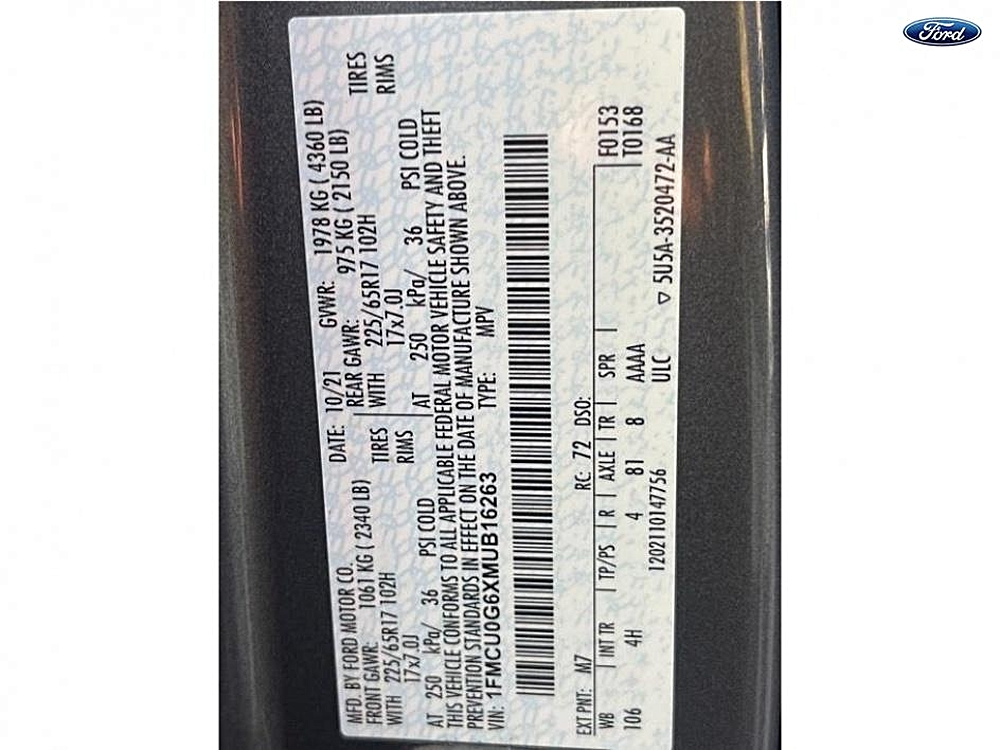 MFD. BY FORD MOTOR CO.
DATE: 10/21 GVWR: 1978 KG ( 4360 LB)
FRONT GAWR: 1061 KG ( 2340 LB)
REAR GAWR: 975 KG ( 2150 LB)
WITH 225/65R17 102H TIRES
WITH 225/65R17 102H TIRES
17x7.0J RIMS
17x7.0J RIMS
AT 250 kPa/ 36 PSI COLD
AT 250 kPa/ 36 PSI COLD
THIS VEHICLE CONFORMS TO ALL APPLICABLE FEDERAL MOTOR VEHICLE SAFETY AND THEFT
PREVENTION STANDARDS IN EFFECT ON THE DATE OF MANUFACTURE SHOWN ABOVE.
VIN: 1FMCU0G6XMUB16263 TYPE: MPV
EXT PNT: M7 RC: 72 DSO:
WB INT TR TP/PS R AXLE TR SPR F0153
106 4H 4 81 8 AAAA T0168
1202110147756 ULC ▽ 5U5A-3520472-AA
Ford